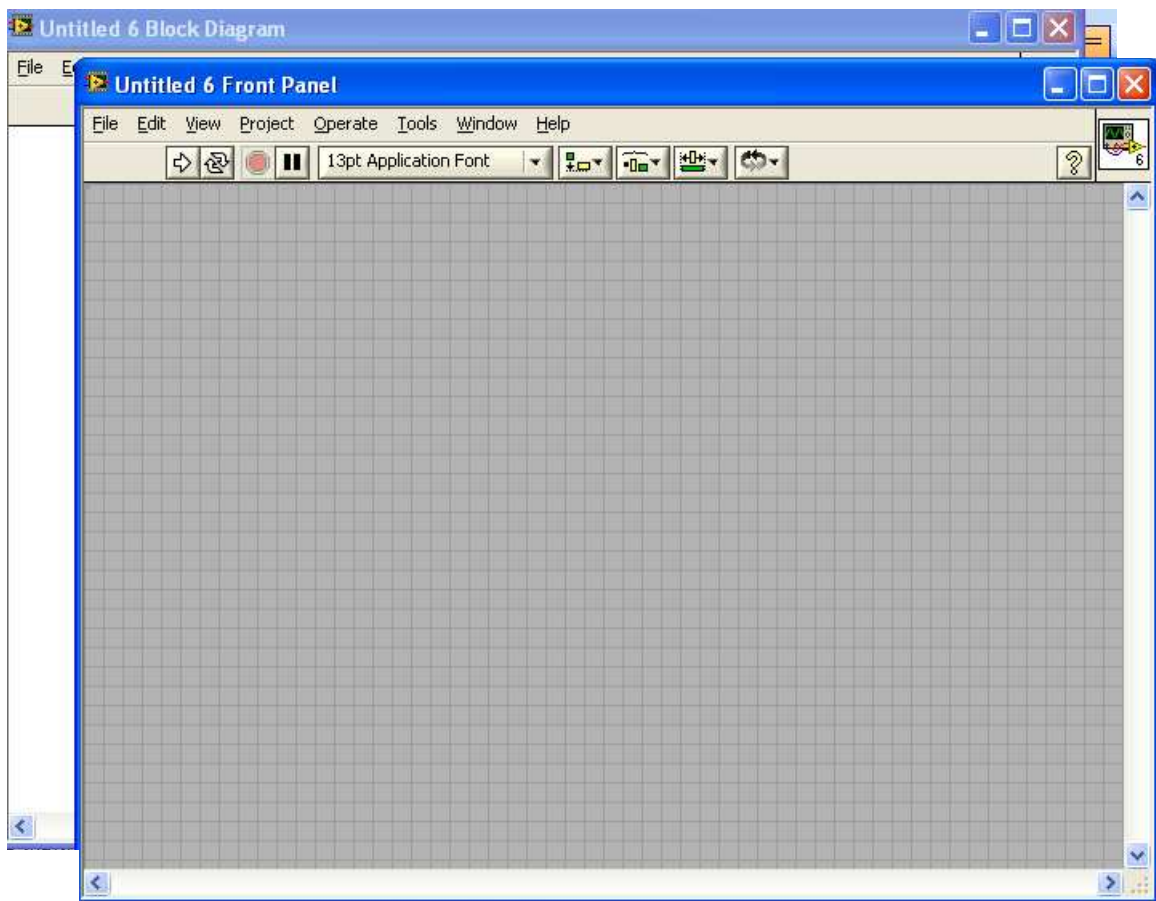 Untitled 6 Block Diagram
File E
Untitled 6 Front Panel
File Edit View Project Operate Tools Window Help
13pt Application Font
?
6